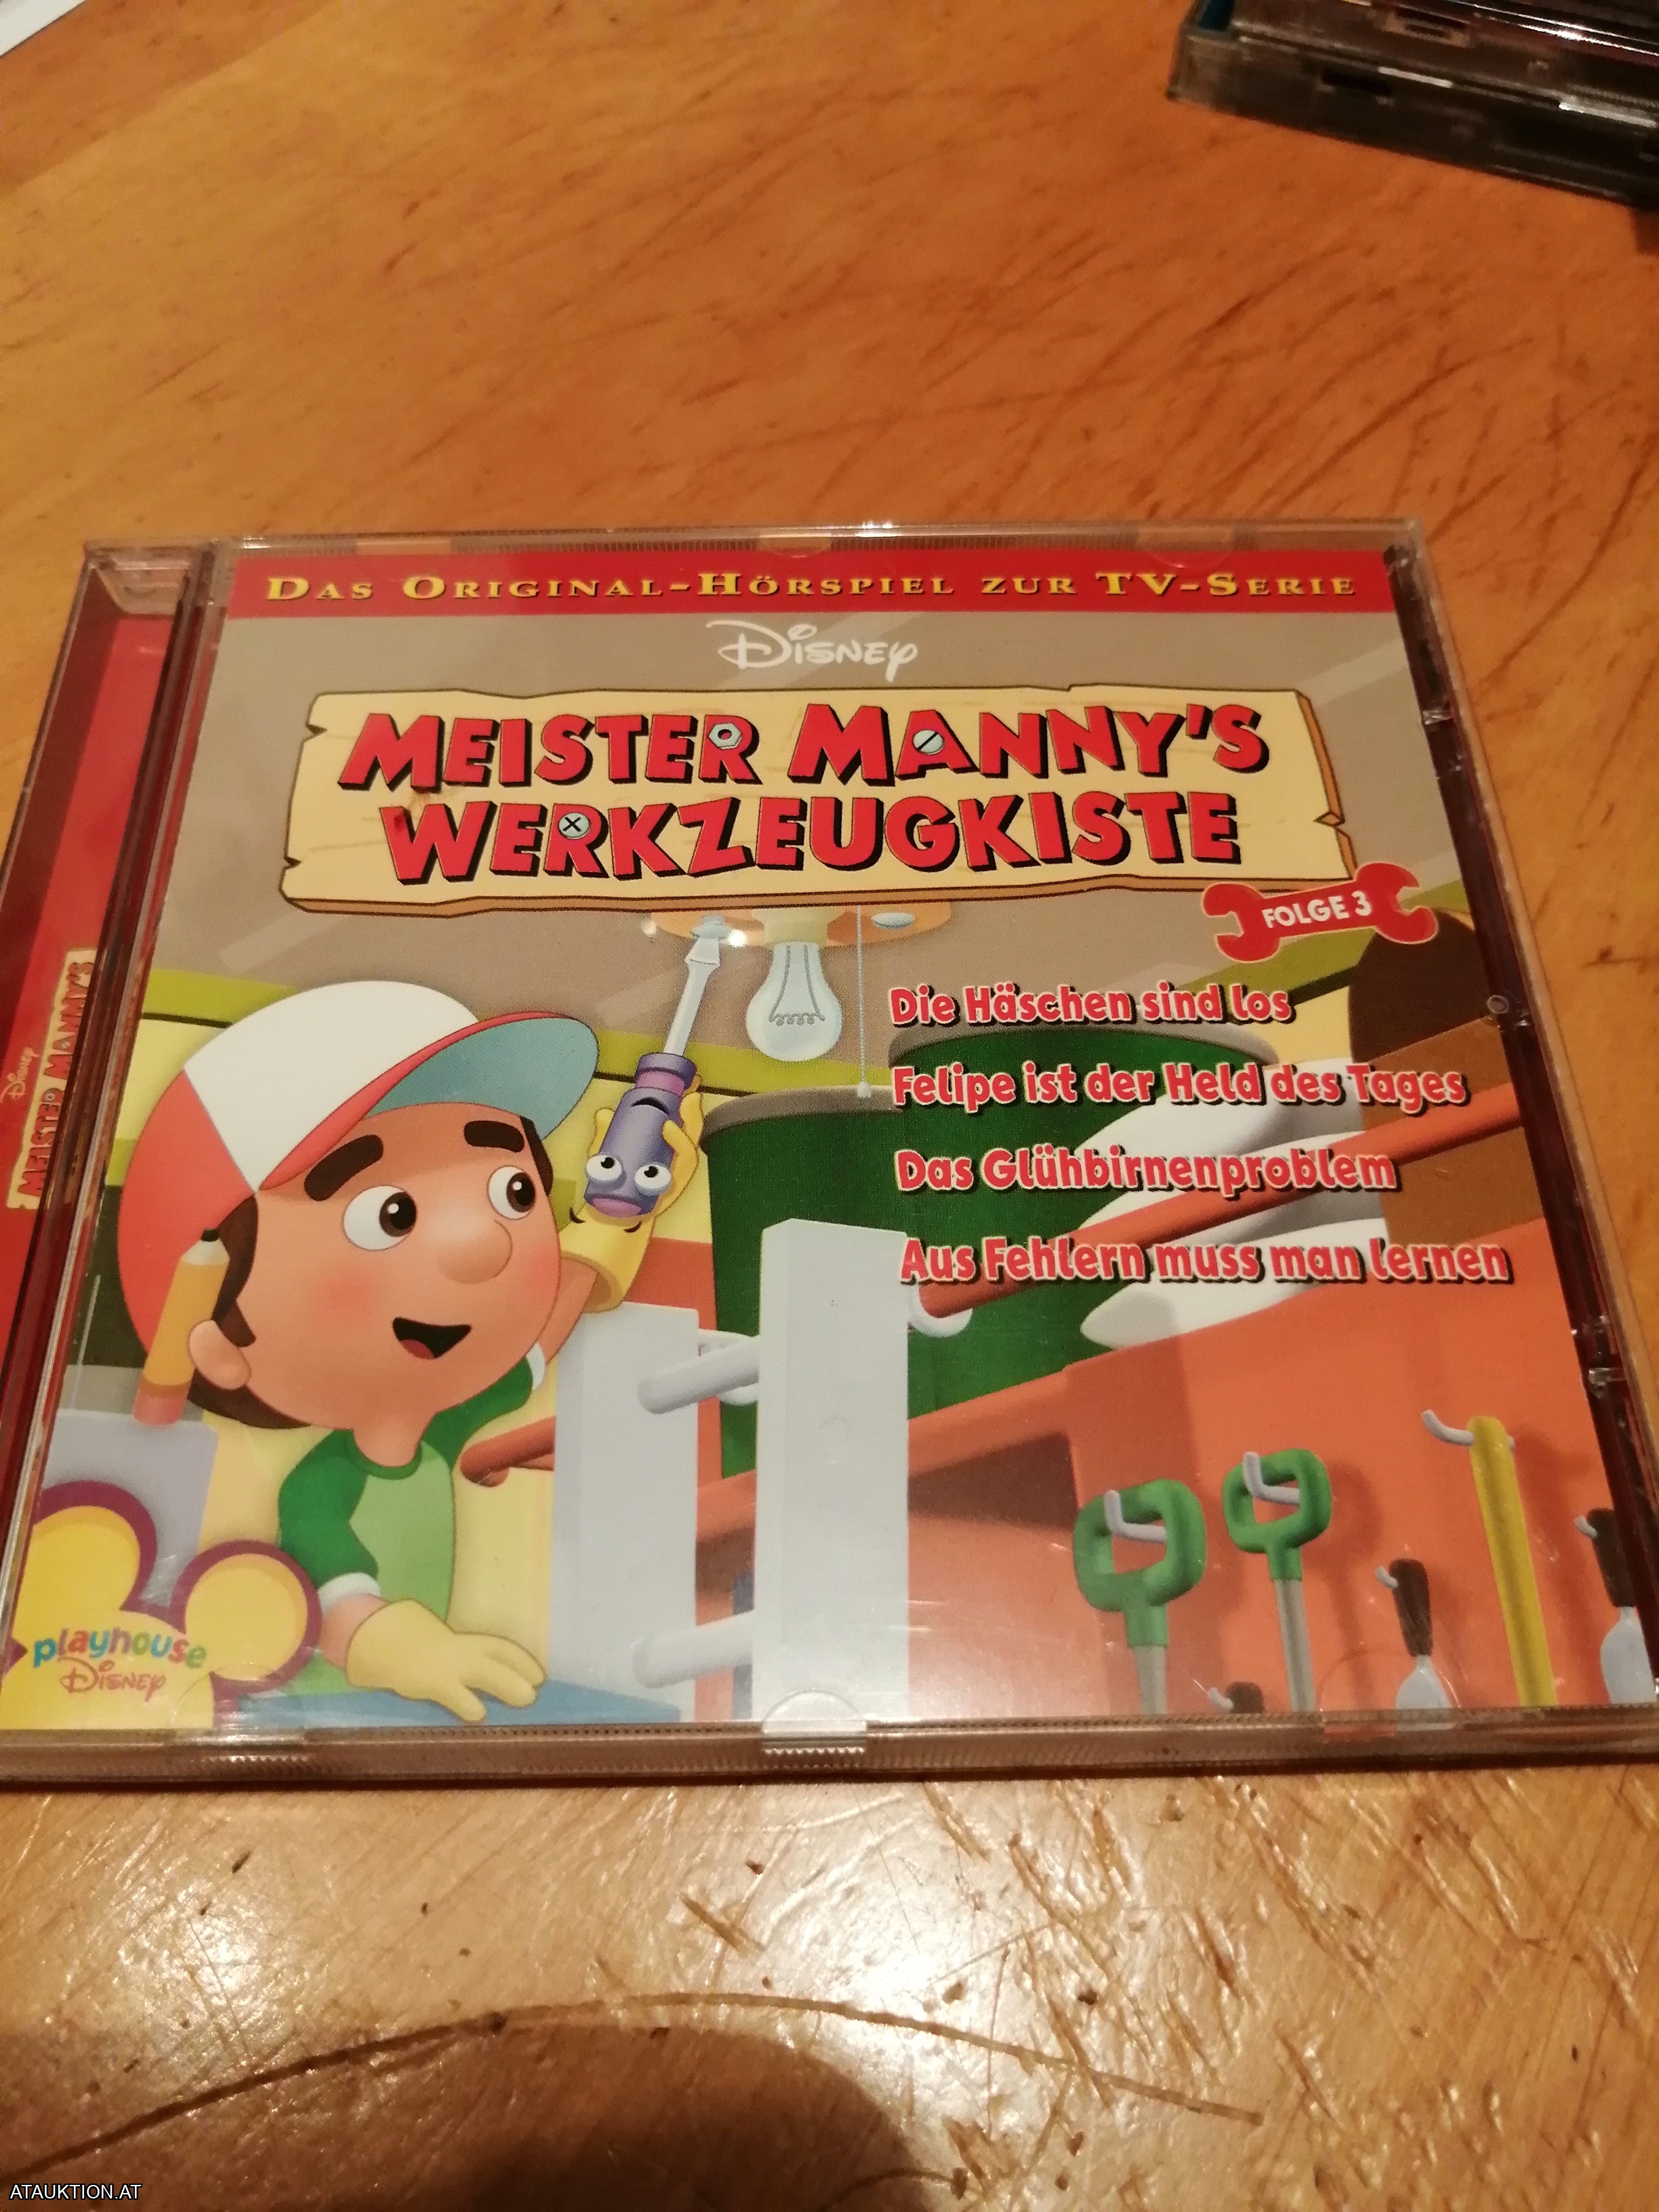 DAS ORIGINAL-HÖRSPIEL ZUR TV-SERIE
DISNEY
MEISTER MANNY'S
WERKZEUGKISTE
FOLGE 3
Die Häschen sind los
Felipe ist der Held des Tages
Das Glühbirnenproblem
Aus Fehlern muss man lernen
playhouse
DISNEY
DISNEY
MEISTER MANNY'S
ATAUKTION.AT